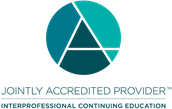 JOINTLY ACCREDITED PROVIDER™
INTERPROFESSIONAL CONTINUING EDUCATION